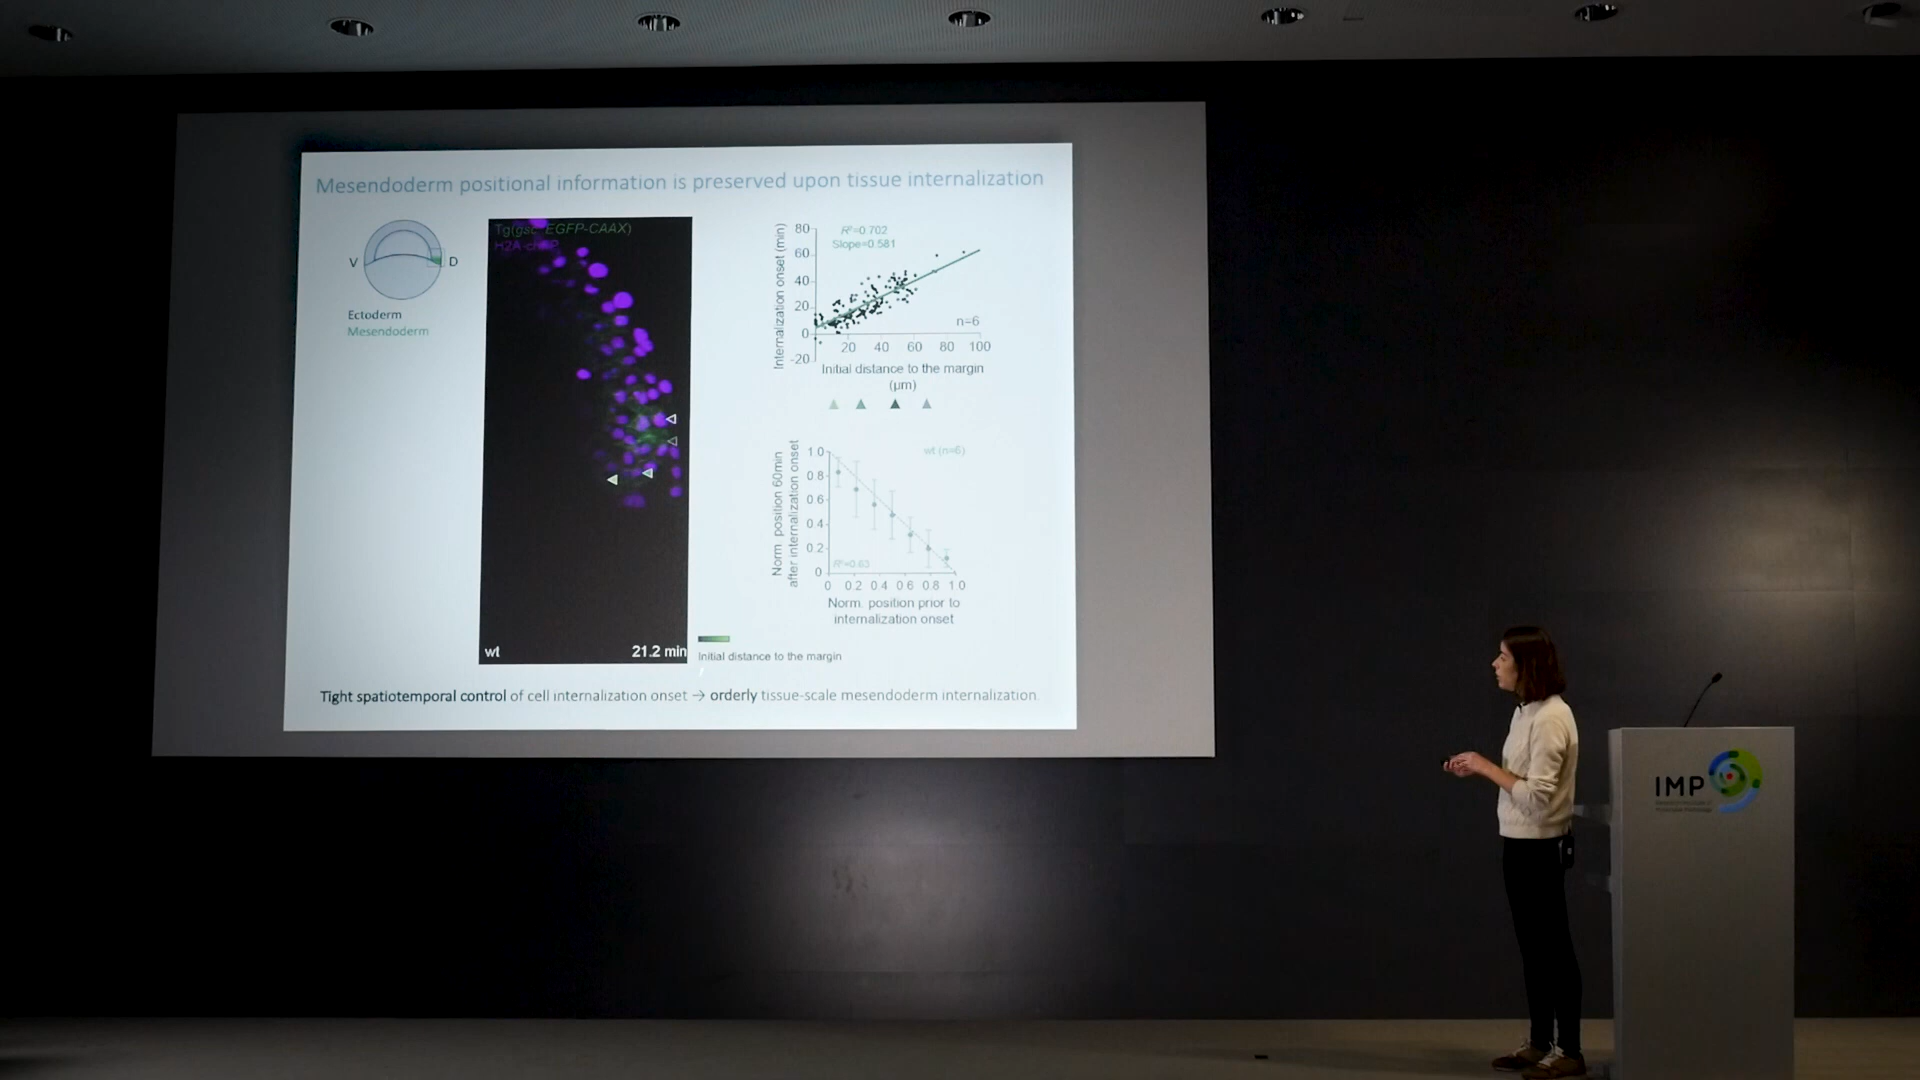 Mesendoderm positional information is preserved upon tissue internalization
V
D
Ectoderm
Mesendoderm
Tg(gsc EGFP-CAAX)
wt
21.2 min
Initial distance to the margin
Internalization onset (min)
80
60
40
20
0
-20
R²=0.702
Slope=0.581
n=6
20 40 60 80 100
Initial distance to the margin
(µm)
Norm. position 60min
after internalization onset
1 0
0 8
0 6
0.4
0.2
0
wt (n=6)
R²=0.63
0 0 2 0 4 0 6 0.8 1 0
Norm. position prior to
internalization onset
Tight spatiotemporal control of cell internalization onset → orderly tissue-scale mesendoderm internalization.
IMP